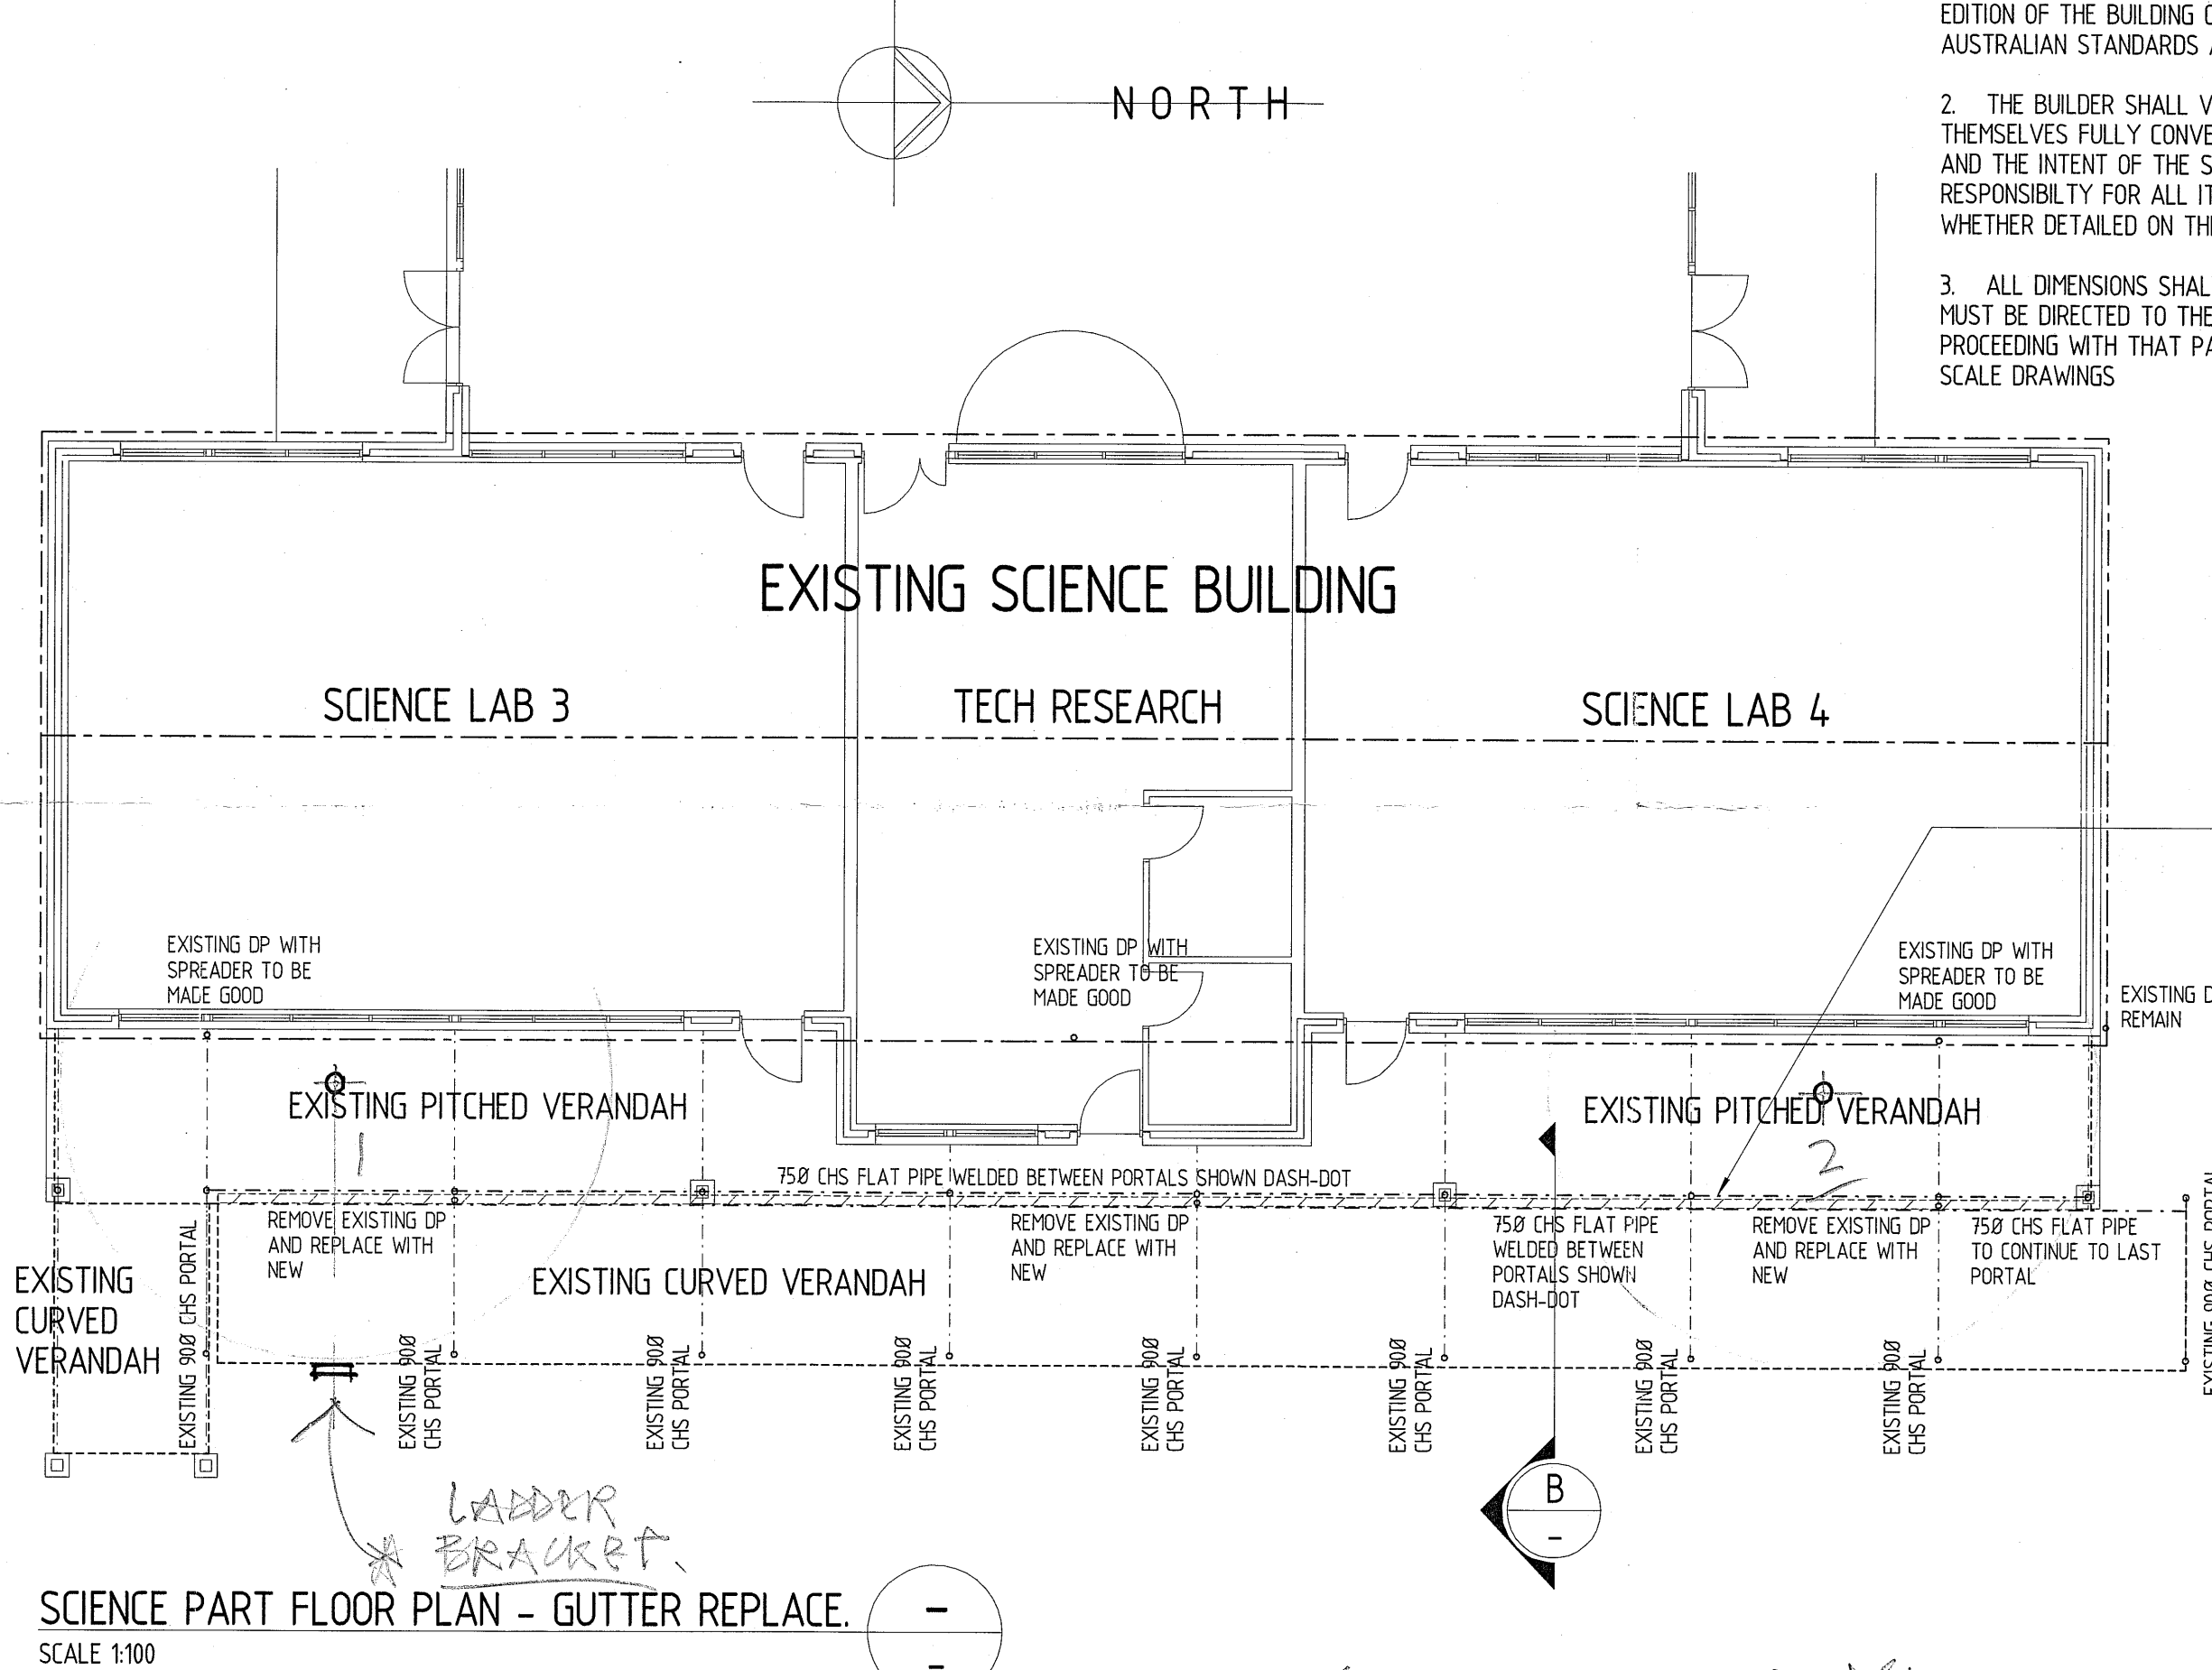 EDITION OF THE BUILDING
AUSTRALIAN STANDARDS
2. THE BUILDER SHALL
THEMSELVES FULLY
AND THE INTENT OF THE
RESPONSIBILTY FOR ALL
WHETHER DETAILED ON
3. ALL DIMENSIONS
MUST BE DIRECTED TO THE
PROCEEDING WITH THAT
SCALE DRAWINGS
NORTH
EXISTING SCIENCE BUILDING
SCIENCE LAB 3
TECH RESEARCH
SCIENCE LAB 4
EXISTING DP WITH
SPREADER TO BE
MADE GOOD
EXISTING DP WITH
SPREADER TO BE
MADE GOOD
EXISTING DP WITH
SPREADER TO BE
MADE GOOD
EXISTING D
REMAIN
EXISTING PITCHED VERANDAH
1
EXISTING PITCHED VERANDAH
2
75Ø CHS FLAT PIPE WELDED BETWEEN PORTALS SHOWN DASH-DOT
REMOVE EXISTING DP
AND REPLACE WITH
NEW
REMOVE EXISTING DP
AND REPLACE WITH
NEW
75Ø CHS FLAT PIPE
WELDED BETWEEN
PORTALS SHOWN
DASH-DOT
REMOVE EXISTING DP
AND REPLACE WITH
NEW
75Ø CHS FLAT PIPE
TO CONTINUE TO LAST
PORTAL
EXISTING
CURVED
VERANDAH
EXISTING CURVED VERANDAH
EXISTING 90Ø CHS PORTAL
EXISTING 90Ø
CHS PORTAL
EXISTING 90Ø
CHS PORTAL
EXISTING 90Ø
CHS PORTAL
EXISTING 90Ø
CHS PORTAL
EXISTING 90Ø
CHS PORTAL
EXISTING 90Ø
CHS PORTAL
EXISTING 90Ø
CHS PORTAL
EXISTING 90Ø CHS PORTAL
LADDER
* BRACKET.
B
-
SCIENCE PART FLOOR PLAN - GUTTER REPLACE.
-
-
SCALE 1:100